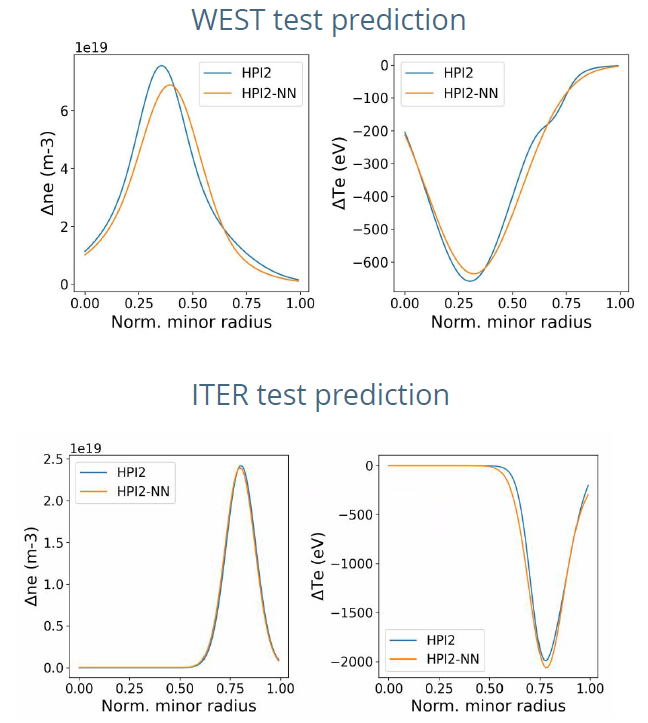 WEST test prediction
1e19
HPI2
HPI2-NN
6
4
2
0
Δne (m-3)
0.00 0.25 0.50 0.75 1.00
Norm. minor radius
HPI2
HPI2-NN
0
−100
−200
−300
−400
−500
−600
ΔTe (eV)
0.00 0.25 0.50 0.75 1.00
Norm. minor radius
ITER test prediction
1e19
HPI2
HPI2-NN
2.5
2.0
1.5
1.0
0.5
0.0
Δne (m-3)
0.00 0.25 0.50 0.75 1.00
Norm. minor radius
0
−500
−1000
−1500
−2000
ΔTe (eV)
HPI2
HPI2-NN
0.00 0.25 0.50 0.75 1.00
Norm. minor radius